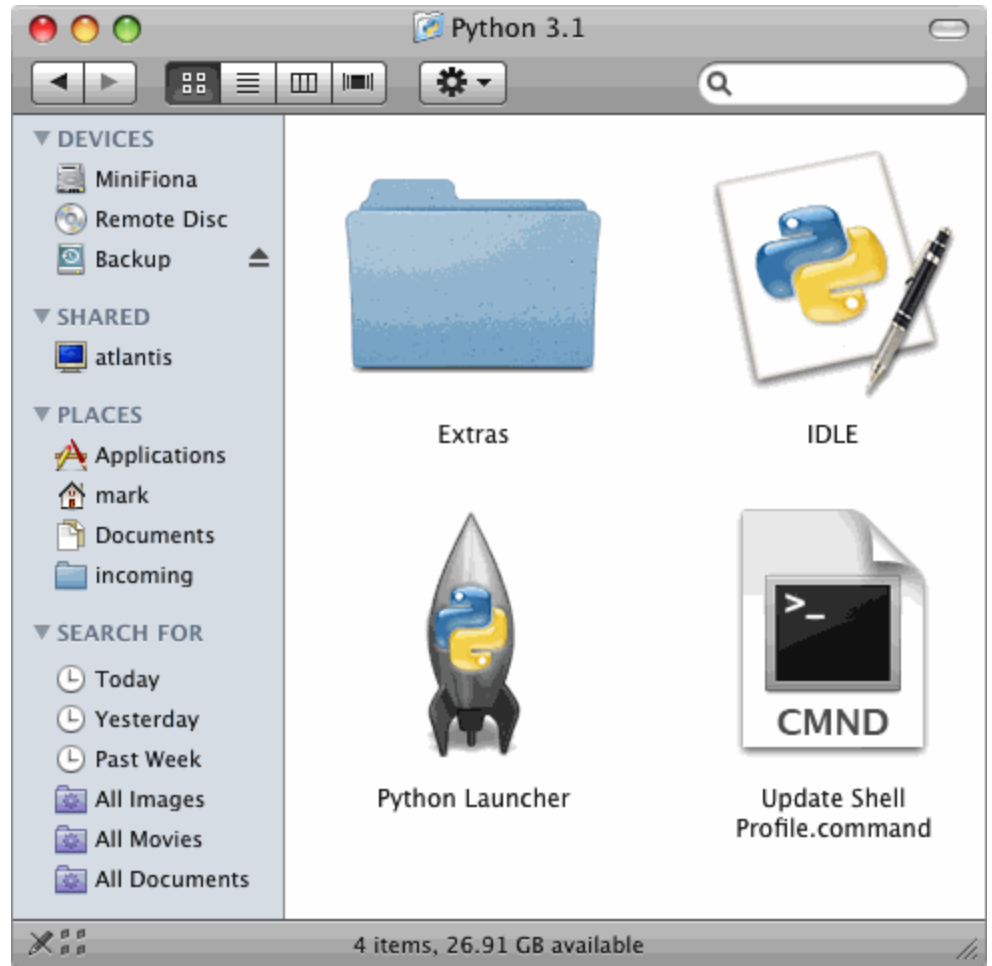 Python 3.1
DEVICES
MiniFiona
Remote Disc
Backup
SHARED
atlantis
PLACES
Applications
mark
Documents
incoming
SEARCH FOR
Today
Yesterday
Past Week
All Images
All Movies
All Documents
Extras
IDLE
Python Launcher
>_
CMND
Update Shell
Profile.command
4 items, 26.91 GB available